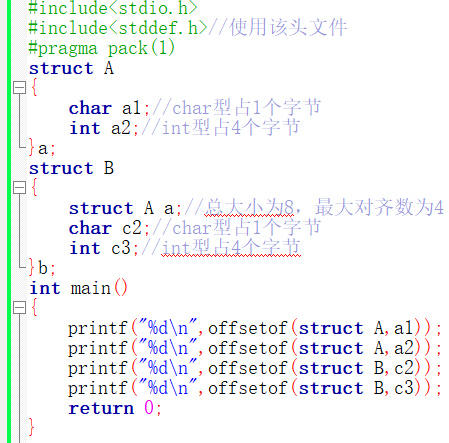 #include<stdio.h>
#include<stddef.h>//使用该头文件
#pragma pack(1)
struct A
{
    char a1;//char型占1个字节
    int a2;//int型占4个字节
}a;
struct B
{
    struct A a;//总大小为8，最大对齐数为4
    char c2;//char型占1个字节
    int c3;//int型占4个字节
}b;
int main()
{
    printf("%d\n",offsetof(struct A,a1));
    printf("%d\n",offsetof(struct A,a2));
    printf("%d\n",offsetof(struct B,c2));
    printf("%d\n",offsetof(struct B,c3));
    return 0;
}